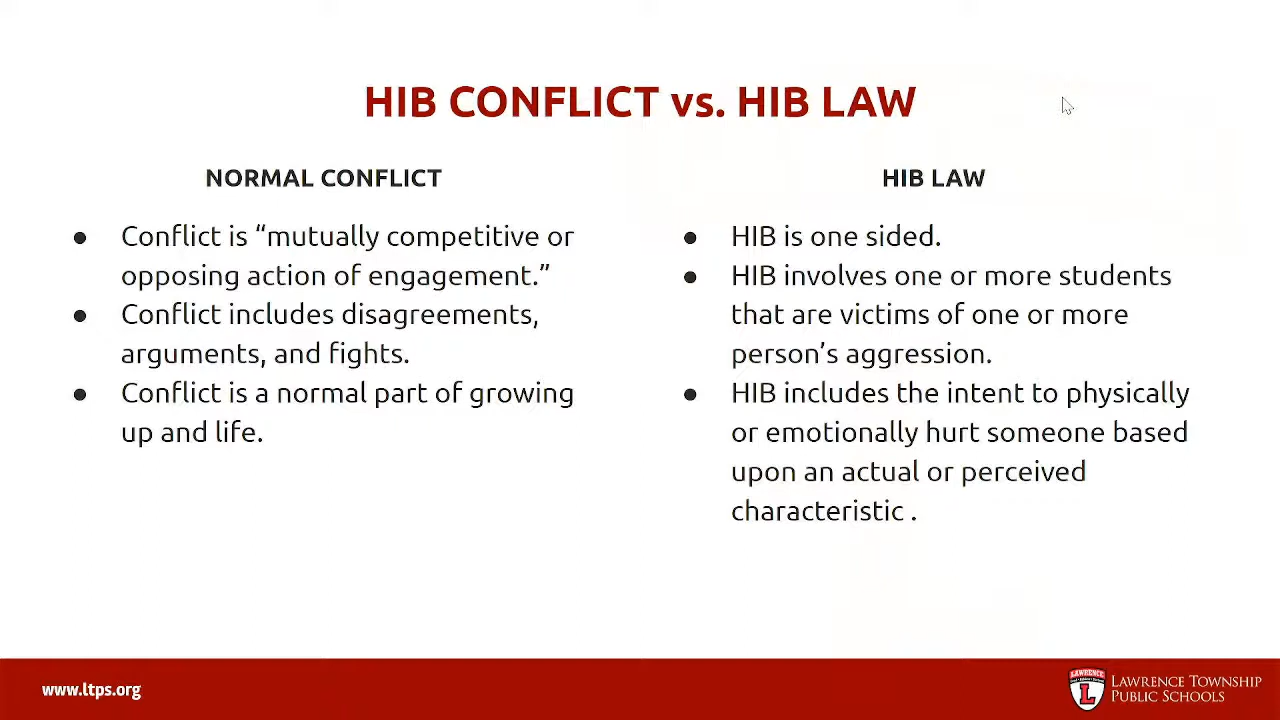 HIB CONFLICT vs. HIB LAW
NORMAL CONFLICT
● Conflict is “mutually competitive or
opposing action of engagement.”
● Conflict includes disagreements,
arguments, and fights.
● Conflict is a normal part of growing
up and life.
HIB LAW
● HIB is one sided.
● HIB involves one or more students
that are victims of one or more
person’s aggression.
● HIB includes the intent to physically
or emotionally hurt someone based
upon an actual or perceived
characteristic .
www.ltps.org
LAWRENCE
L
LAWRENCE TOWNSHIP
PUBLIC SCHOOLS